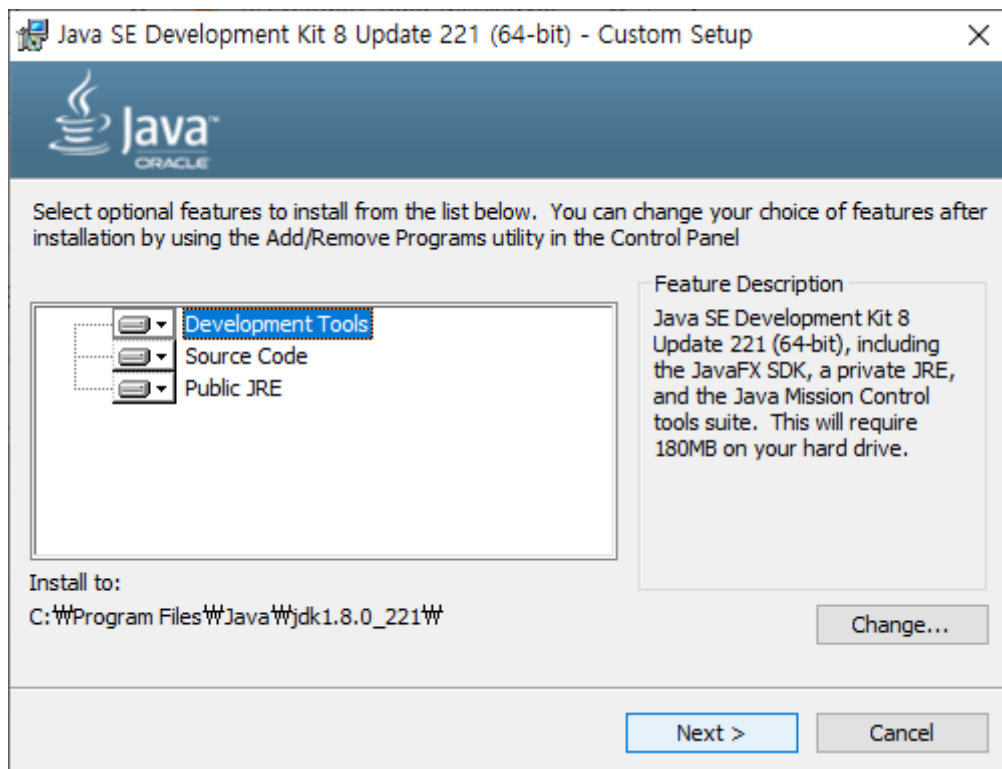 Java SE Development Kit 8 Update 221 (64-bit) - Custom Setup
Java™
ORACLE
Select optional features to install from the list below.  You can change your choice of features after
installation by using the Add/Remove Programs utility in the Control Panel
Development Tools
Source Code
Public JRE
Feature Description
Java SE Development Kit 8
Update 221 (64-bit), including
the JavaFX SDK, a private JRE,
and the Java Mission Control
tools suite.  This will require
180MB on your hard drive.
Install to:
C:₩Program Files₩Java₩jdk1.8.0_221₩
Change...
Next >
Cancel